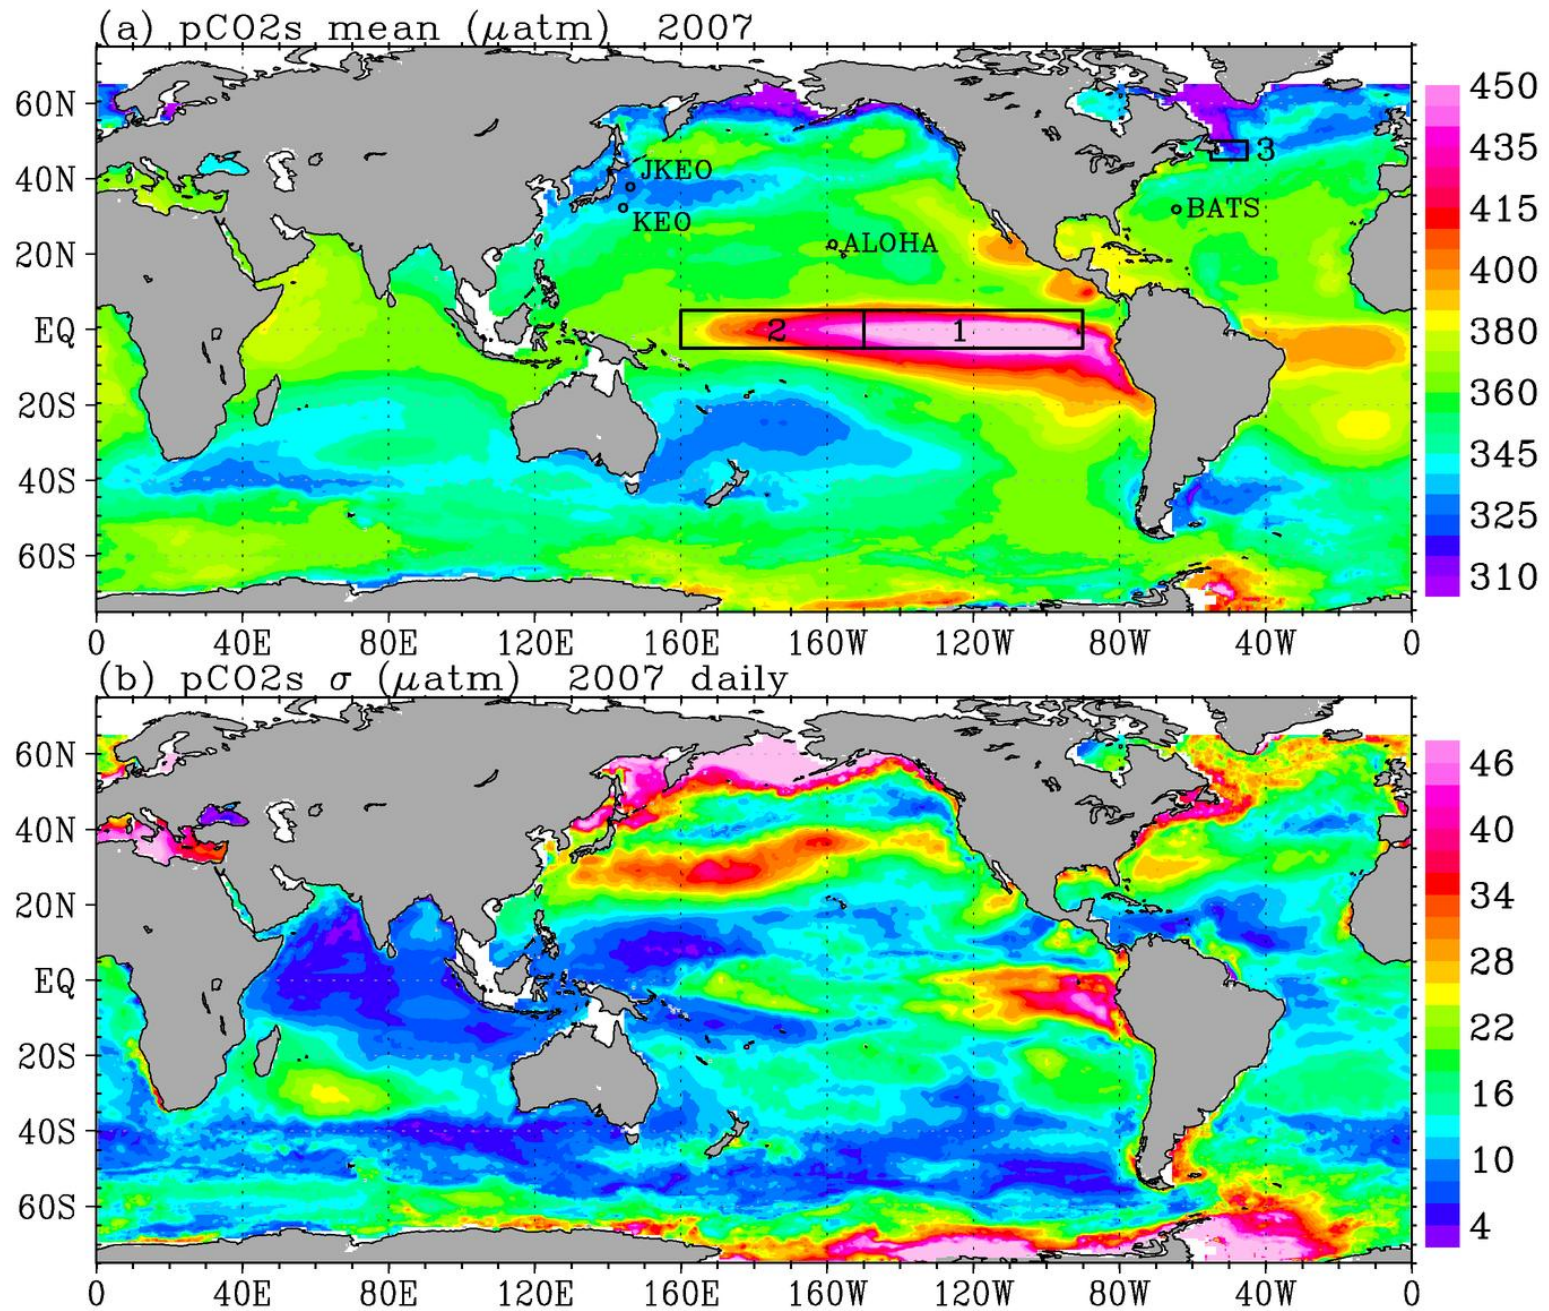 (a) pCO2s mean (μatm) 2007
60N
40N
20N
EQ
20S
40S
60S
JKEO
KEO
ALOHA
BATS
3
2
1
450
435
415
400
380
360
345
325
310
0 40E 80E 120E 160E 160W 120W 80W 40W 0
(b) pCO2s σ (μatm) 2007 daily
60N
40N
20N
EQ
20S
40S
60S
46
40
34
28
22
16
10
4
0 40E 80E 120E 160E 160W 120W 80W 40W 0